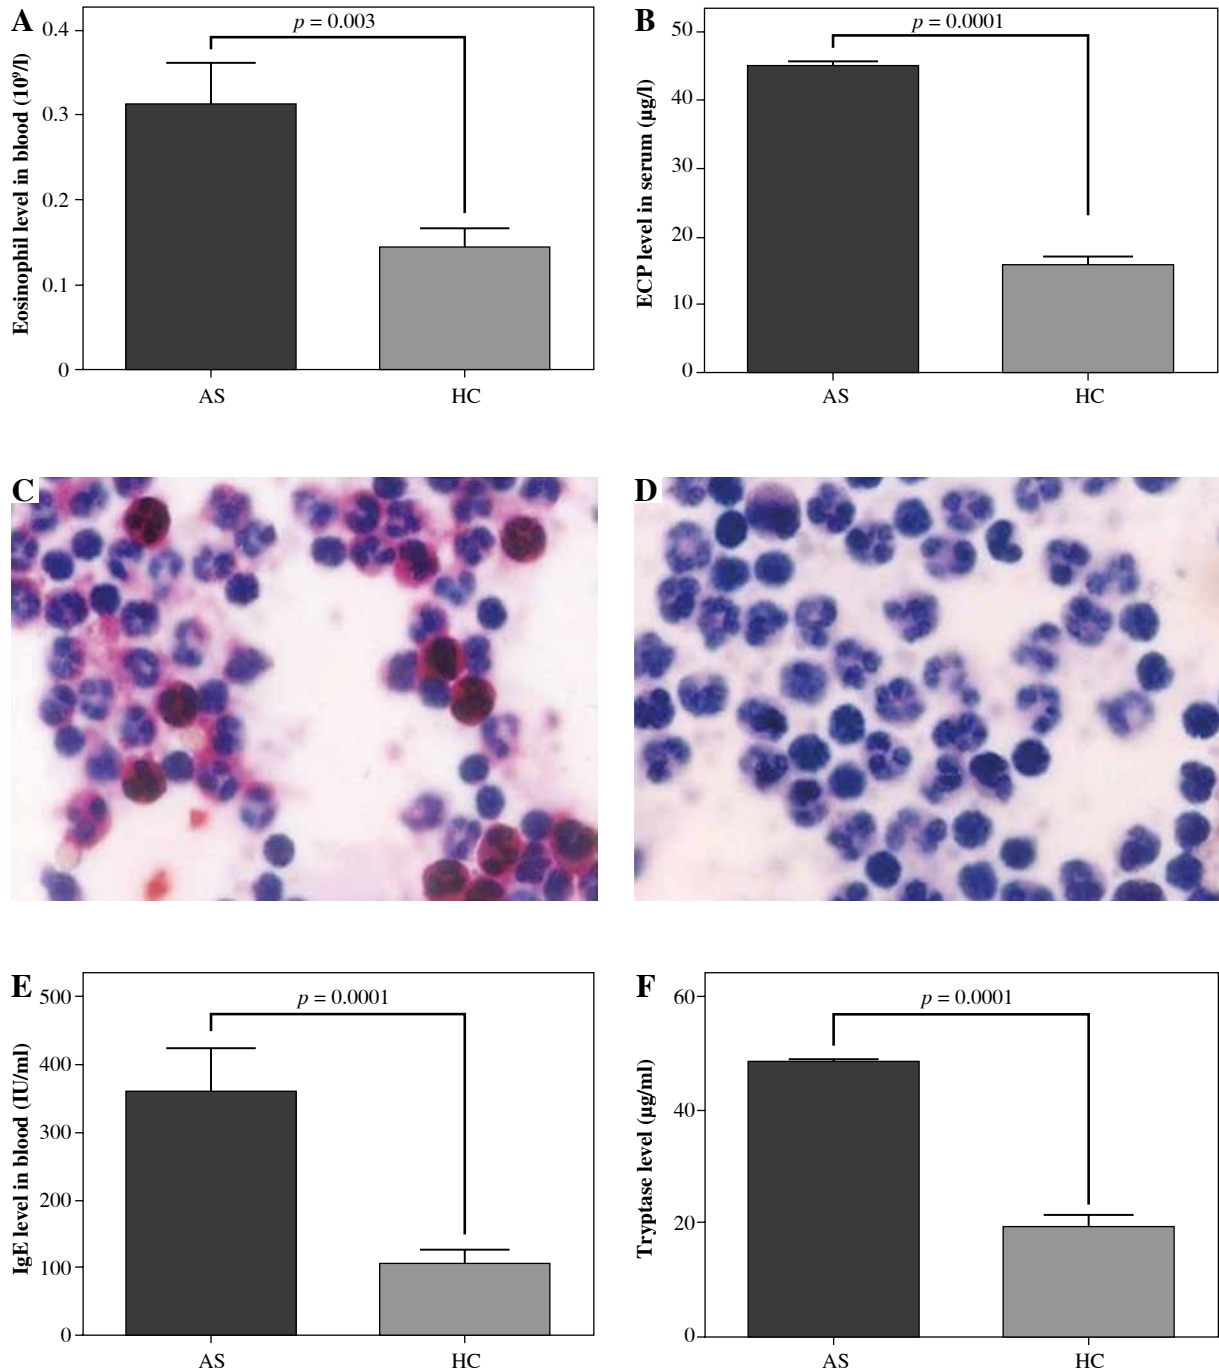 A
Eosinophil level in blood (10⁹/l)
0.4
0.3
0.2
0.1
0
p = 0.003
AS
HC
B
ECP level in serum (µg/l)
50
40
30
20
10
0
p = 0.0001
AS
HC
C
D
E
IgE level in blood (IU/ml)
500
400
300
200
100
0
p = 0.0001
AS
HC
F
Tryptase level (µg/ml)
60
40
20
0
p = 0.0001
AS
HC